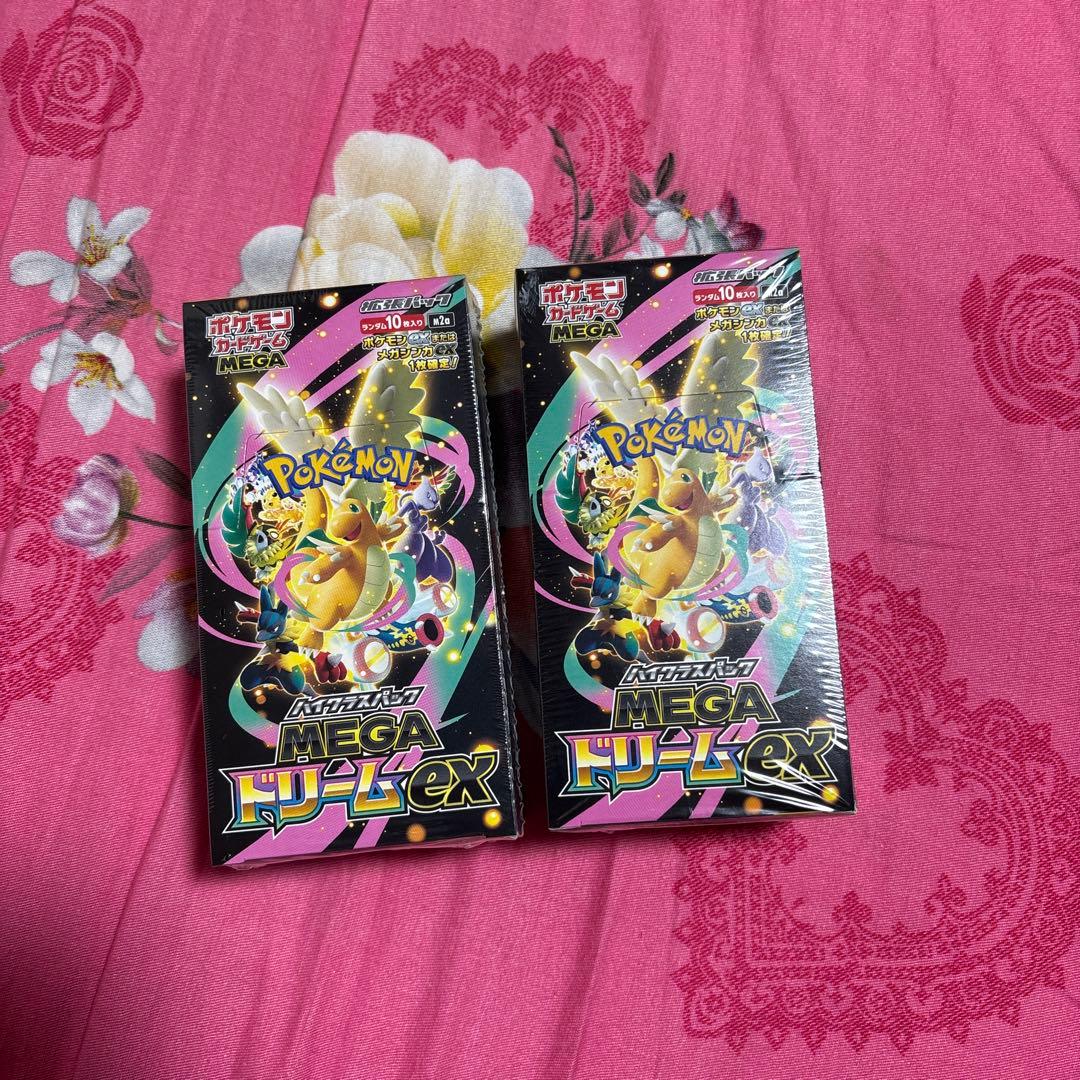 拡張パック
ポケモン
カードゲーム
MEGA
ランダム10枚入り M2a
ポケモンexまたは
メガシンカex
1枚確定!
POKéMON
ハイクラスパック
MEGA
ドリームex
拡張パック
ポケモン
カードゲーム
MEGA
ランダム10枚入り M2a
ポケモンexまたは
メガシンカex
1枚確定!
POKéMON
ハイクラスパック
MEGA
ドリームex